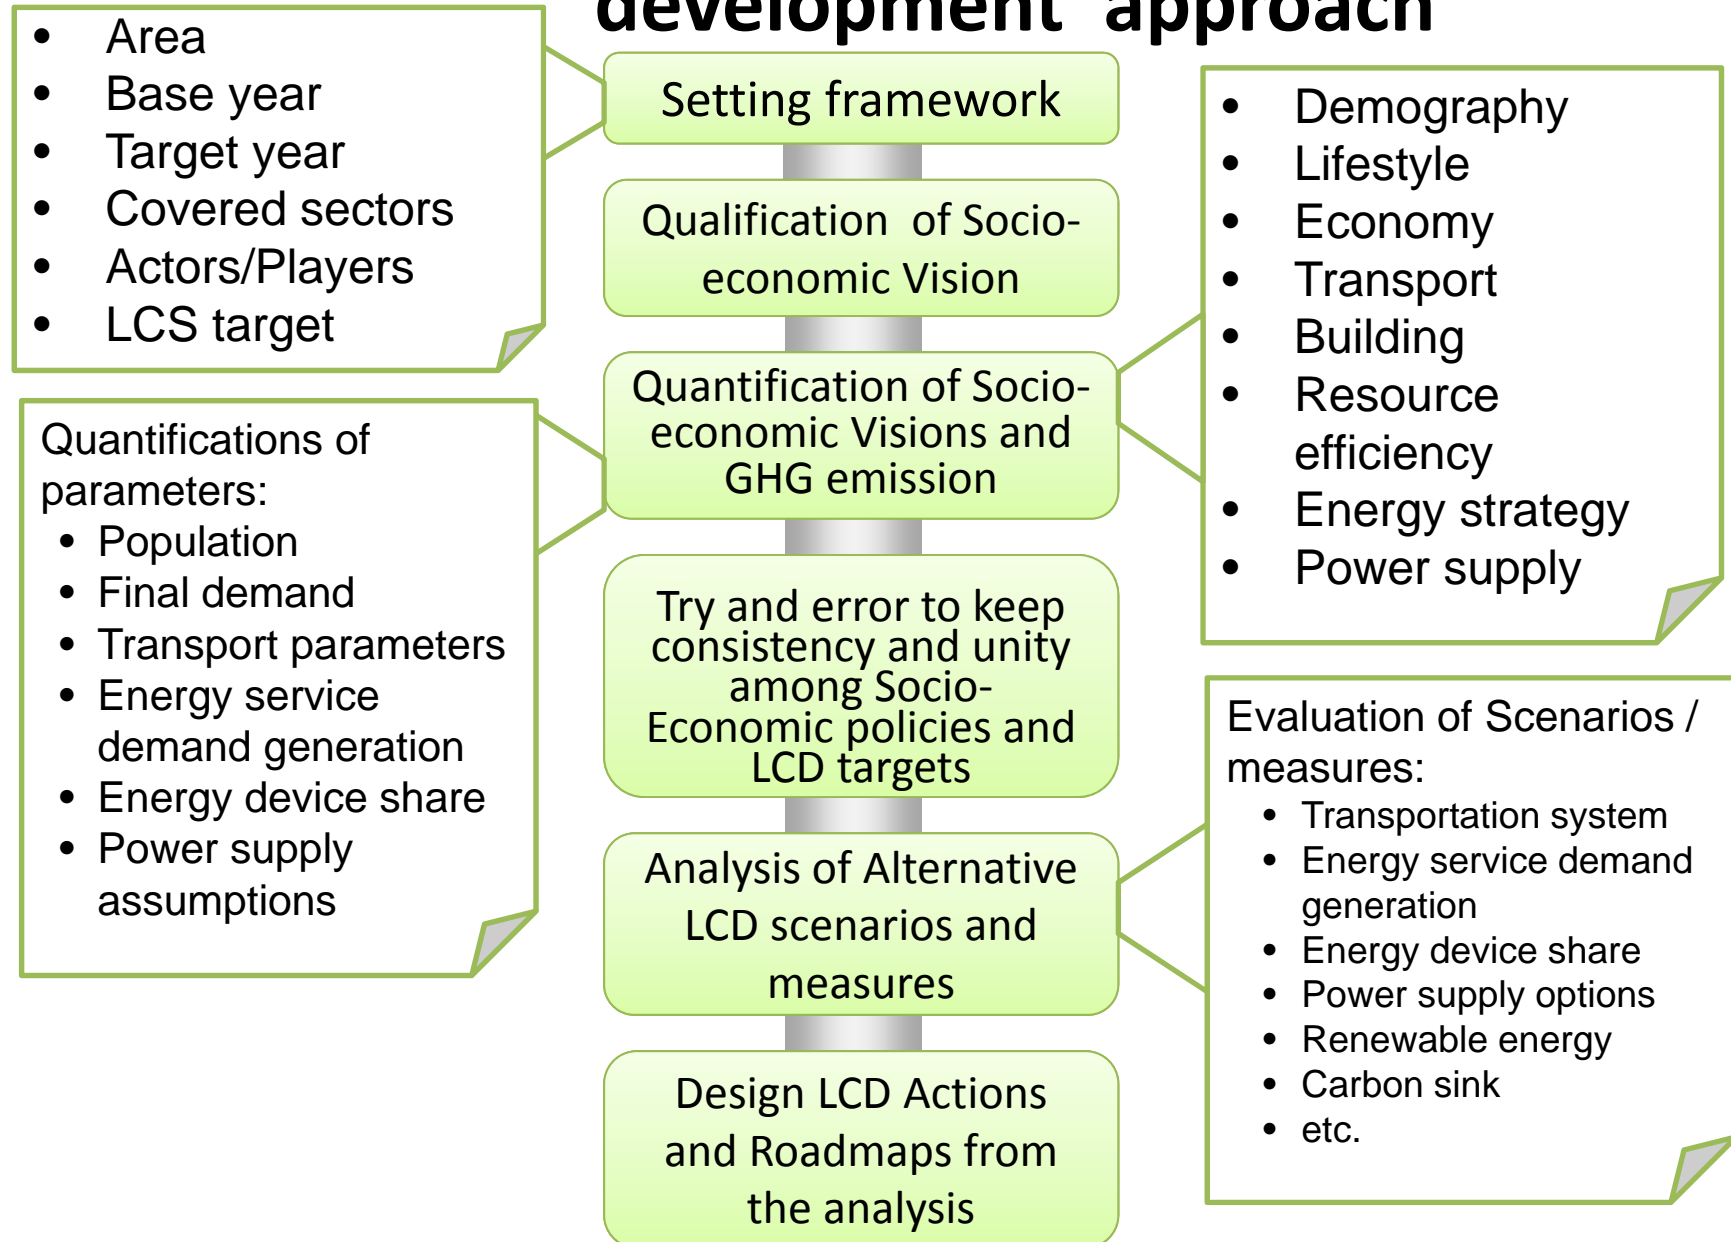 development approach
• Area
• Base year
• Target year
• Covered sectors
• Actors/Players
• LCS target
Setting framework
Qualification of Socio-
economic Vision
Quantification of Socio-
economic Visions and
GHG emission
Try and error to keep
consistency and unity
among Socio-
Economic policies and
LCD targets
Analysis of Alternative
LCD scenarios and
measures
Design LCD Actions
and Roadmaps from
the analysis
Quantifications of
parameters:
• Population
• Final demand
• Transport parameters
• Energy service
demand generation
• Energy device share
• Power supply
assumptions
• Demography
• Lifestyle
• Economy
• Transport
• Building
• Resource
efficiency
• Energy strategy
• Power supply
Evaluation of Scenarios /
measures:
• Transportation system
• Energy service demand
generation
• Energy device share
• Power supply options
• Renewable energy
• Carbon sink
• etc.